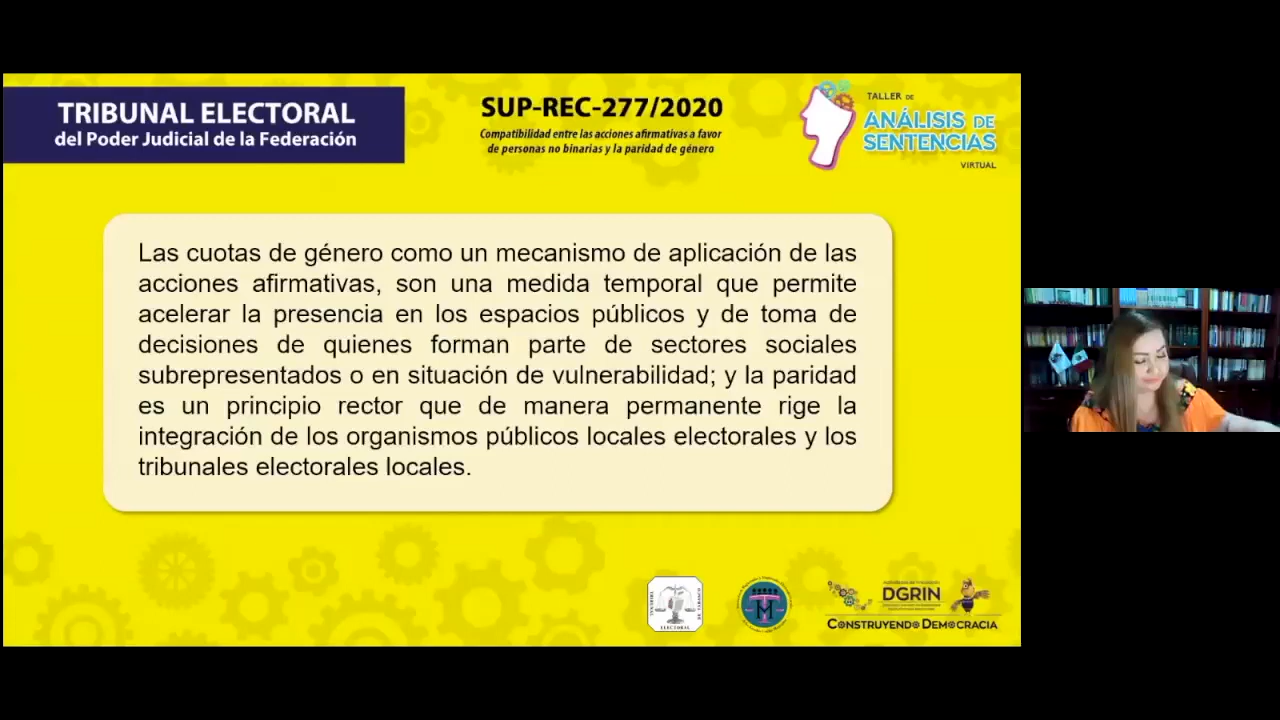 TRIBUNAL ELECTORAL
del Poder Judicial de la Federación
SUP-REC-277/2020
Compatibilidad entre las acciones afirmativas a favor
de personas no binarias y la paridad de género
TALLER DE
ANÁLISIS DE
SENTENCIAS
VIRTUAL
Las cuotas de género como un mecanismo de aplicación de las
acciones afirmativas, son una medida temporal que permite
acelerar la presencia en los espacios públicos y de toma de
decisiones de quienes forman parte de sectores sociales
subrepresentados o en situación de vulnerabilidad; y la paridad
es un principio rector que de manera permanente rige la
integración de los organismos públicos locales electorales y los
tribunales electorales locales.
TRIBUNAL
ELECTORAL
DE TABASCO
DGRIN
CONSTRUYENDO DEMOCRACIA